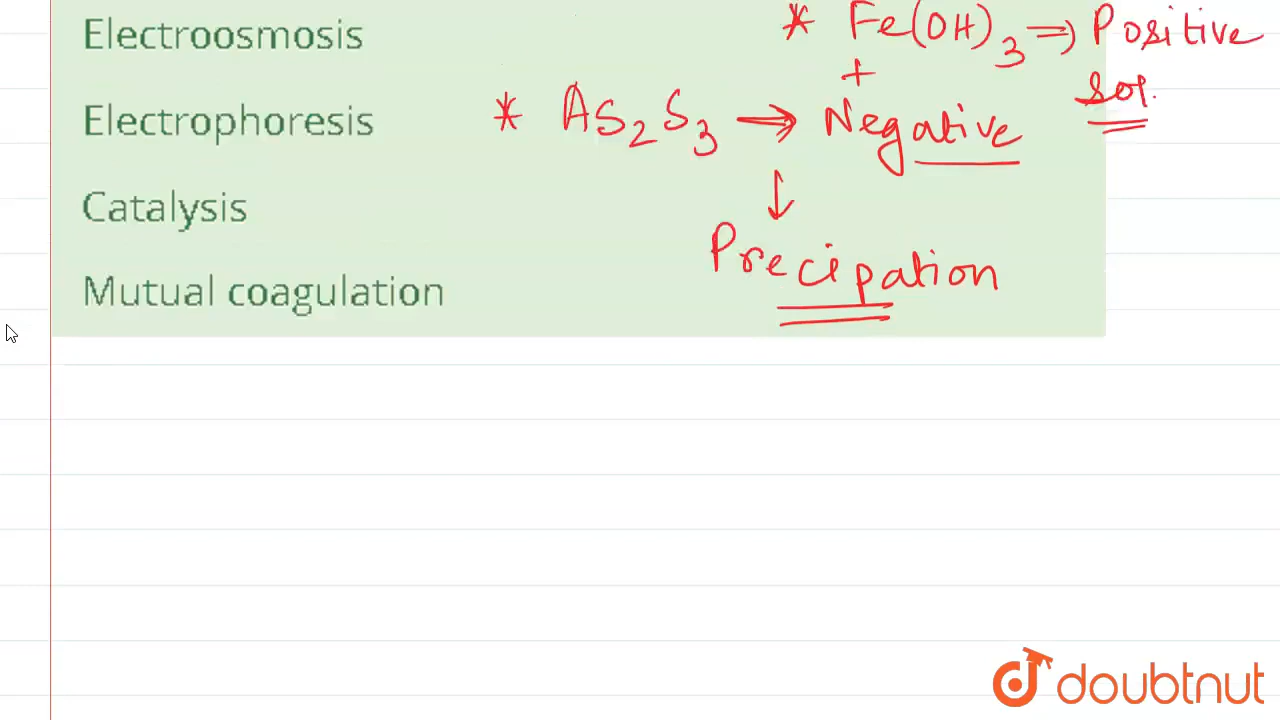 Electroosmosis
* Fe(OH)3 ⇒ Positive
sol.
+
Electrophoresis
* AS2S3 → Negative
↓
Catalysis
Precipation
Mutual coagulation
doubtnut